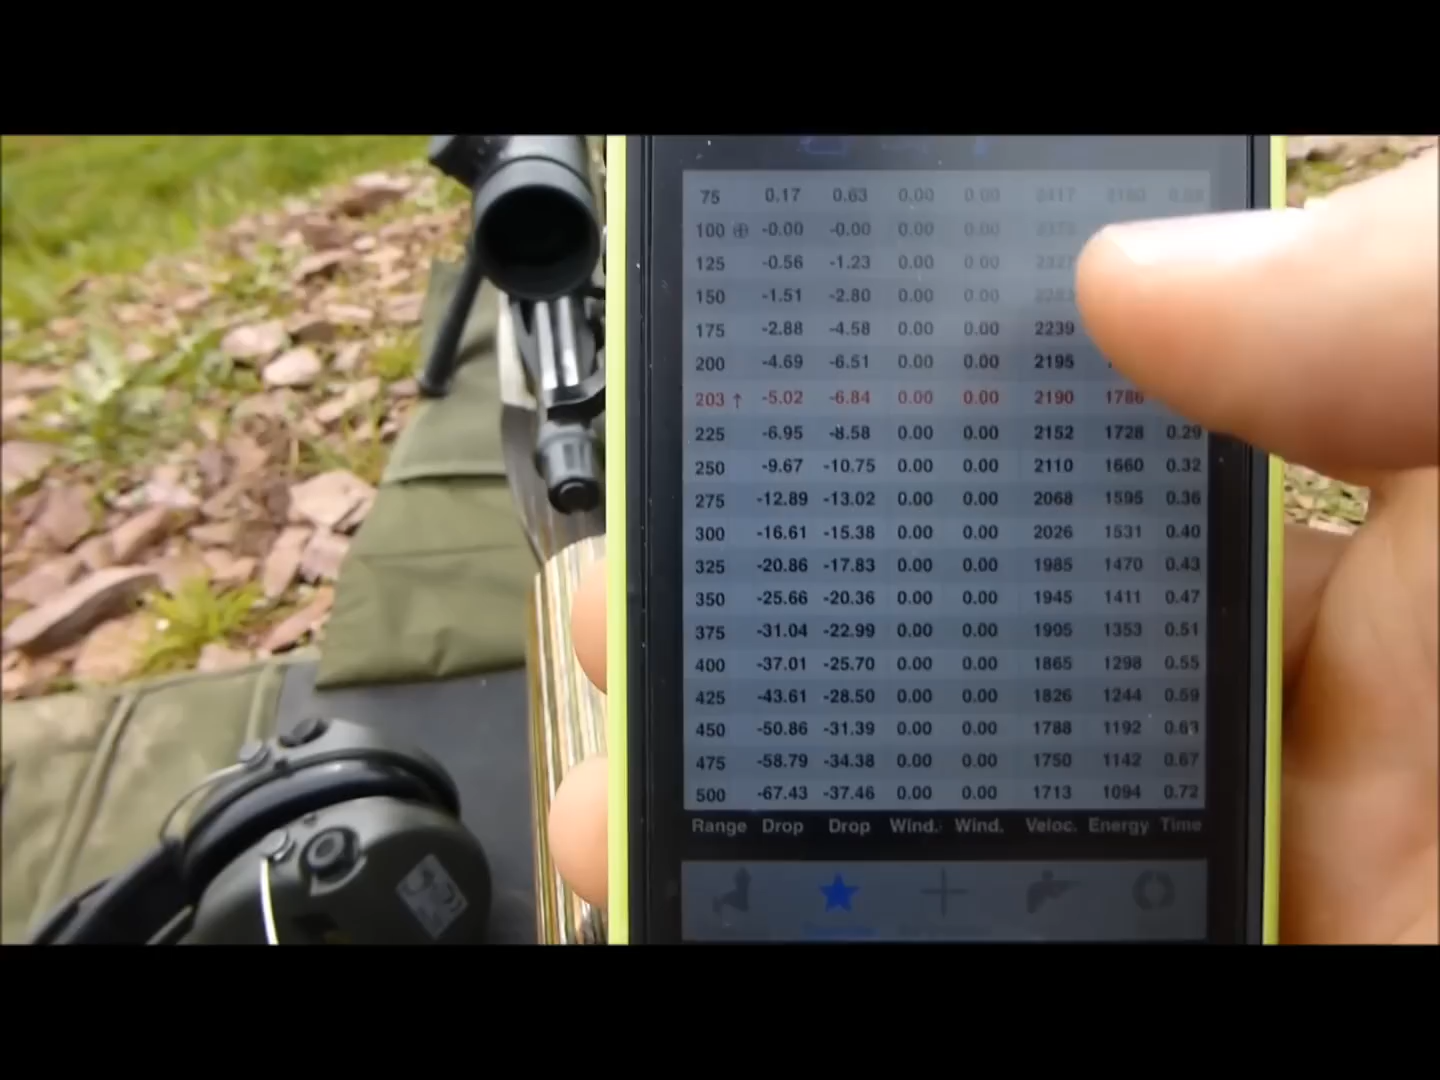 75 0.17 0.63 0.00 0.00 2417
100 -0.00 -0.00 0.00 0.00
125 -0.56 -1.23 0.00 0.00
150 -1.51 -2.80 0.00 0.00
175 -2.88 -4.58 0.00 0.00 2239
200 -4.69 -6.51 0.00 0.00 2195
203 ↑ -5.02 -6.84 0.00 0.00 2190 1786
225 -6.95 -8.58 0.00 0.00 2152 1728 0.29
250 -9.67 -10.75 0.00 0.00 2110 1660 0.32
275 -12.89 -13.02 0.00 0.00 2068 1595 0.36
300 -16.61 -15.38 0.00 0.00 2026 1531 0.40
325 -20.86 -17.83 0.00 0.00 1985 1470 0.43
350 -25.66 -20.36 0.00 0.00 1945 1411 0.47
375 -31.04 -22.99 0.00 0.00 1905 1353 0.51
400 -37.01 -25.70 0.00 0.00 1865 1298 0.55
425 -43.61 -28.50 0.00 0.00 1826 1244 0.59
450 -50.86 -31.39 0.00 0.00 1788 1192 0.63
475 -58.79 -34.38 0.00 0.00 1750 1142 0.67
500 -67.43 -37.46 0.00 0.00 1713 1094 0.72
Range Drop Drop Wind. Wind. Veloc. Energy Time